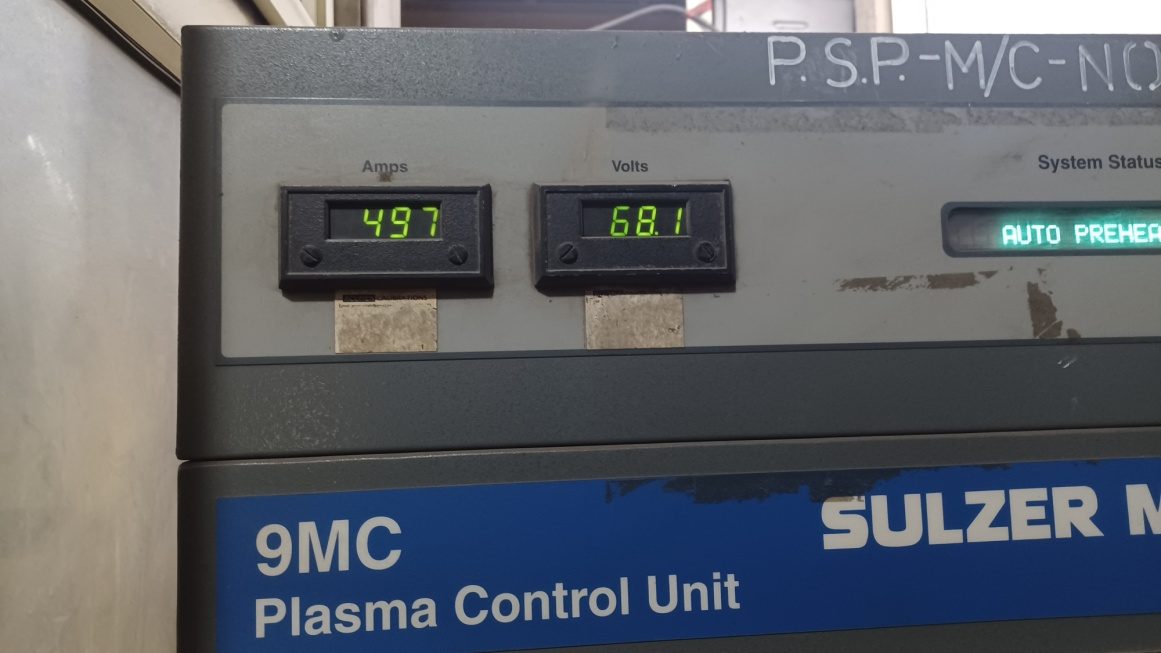 P.S.P.-M/C-NO
Amps
Volts
System Status
497
68.1
AUTO PREHEA
9MC
SULZER M
Plasma Control Unit